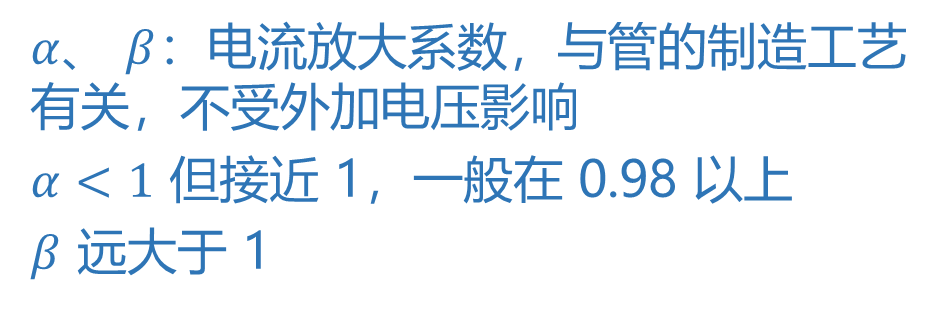 α、 β：电流放大系数，与管的制造工艺
有关，不受外加电压影响
α < 1 但接近 1，一般在 0.98 以上
β 远大于 1